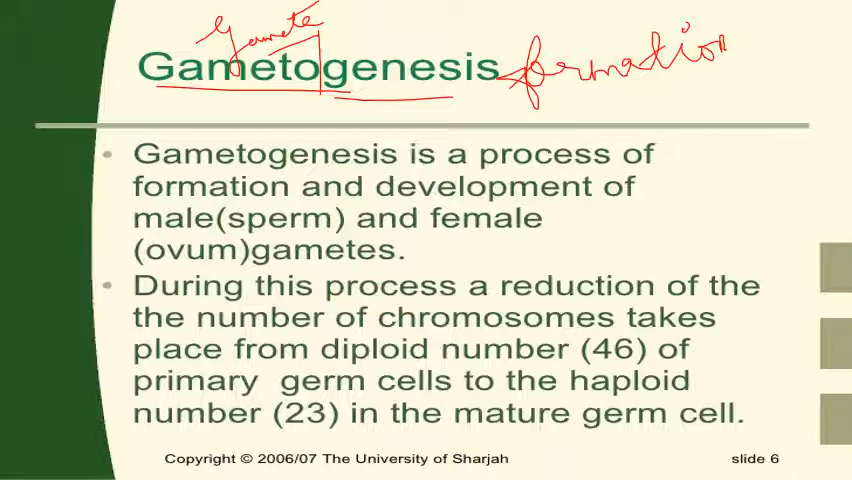 Gamete
Gametogenesis formation
• Gametogenesis is a process of
formation and development of
male(sperm) and female
(ovum)gametes.
• During this process a reduction of the
the number of chromosomes takes
place from diploid number (46) of
primary germ cells to the haploid
number (23) in the mature germ cell.
Copyright © 2006/07 The University of Sharjah slide 6